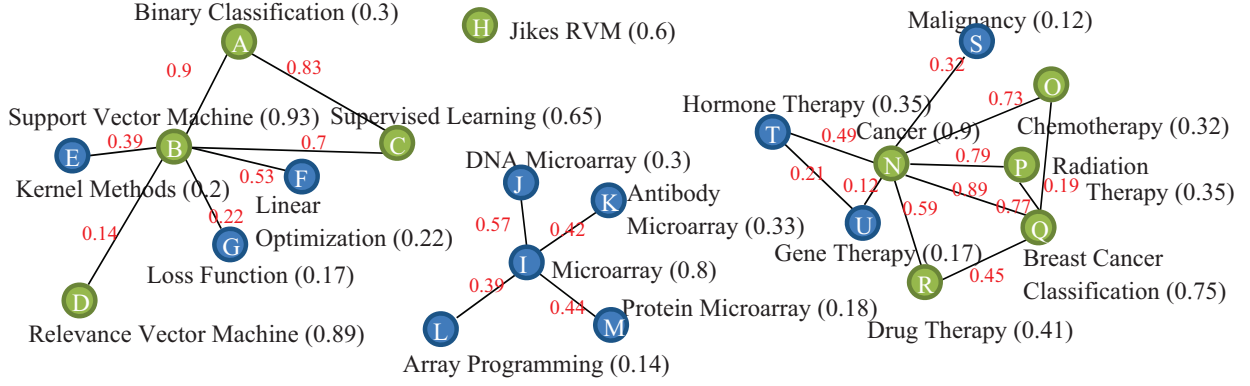 Binary Classification (0.3)
A
0.9
0.83
H
Jikes RVM (0.6)
Support Vector Machine (0.93)
Supervised Learning (0.65)
E
0.39
B
0.7
C
Kernel Methods (0.2)
0.53
F
Linear
Optimization (0.22)
0.22
G
Loss Function (0.17)
0.14
D
Relevance Vector Machine (0.89)
DNA Microarray (0.3)
J
K
Antibody
Microarray (0.33)
0.57
0.42
I
Microarray (0.8)
0.39
0.44
L
M
Protein Microarray (0.18)
Array Programming (0.14)
Malignancy (0.12)
S
0.32
O
0.73
Chemotherapy (0.32)
Hormone Therapy (0.35)
T
0.49
Cancer (0.9)
N
0.79
P
Radiation
Therapy (0.35)
0.21
0.12
0.89
0.19
0.77
0.59
U
Gene Therapy (0.17)
Q
Breast Cancer
Classification (0.75)
0.45
R
Drug Therapy (0.41)